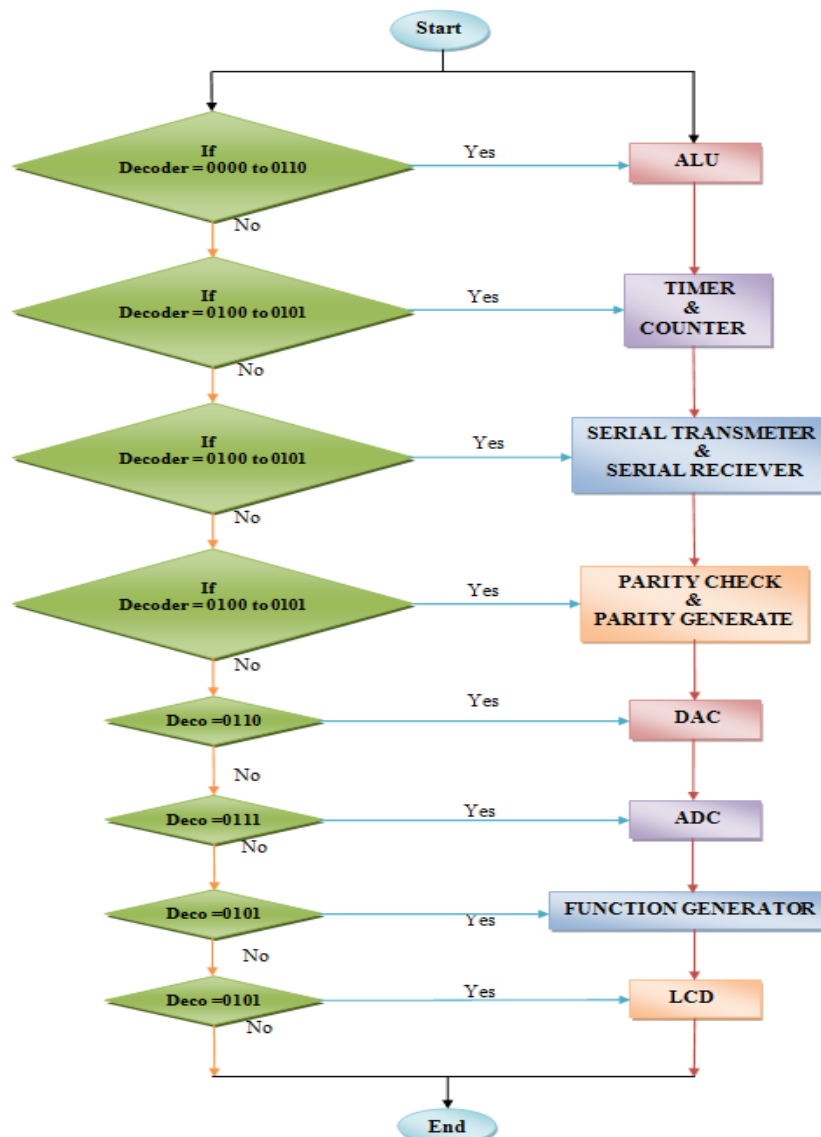 Start
If
Decoder = 0000 to 0110
Yes
ALU
No
If
Decoder = 0100 to 0101
Yes
TIMER
&
COUNTER
No
If
Decoder = 0100 to 0101
Yes
SERIAL TRANSMETER
&
SERIAL RECIEVER
No
If
Decoder = 0100 to 0101
Yes
PARITY CHECK
&
PARITY GENERATE
No
Deco =0110
Yes
DAC
No
Deco =0111
Yes
ADC
No
Deco =0101
Yes
FUNCTION GENERATOR
No
Deco =0101
Yes
LCD
No
End